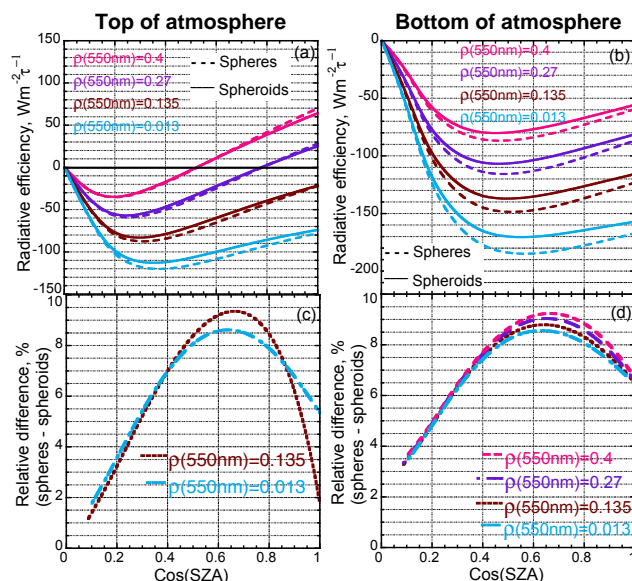 Top of atmosphere
Bottom of atmosphere
Radiative efficiency, Wm⁻²τ⁻¹
150
100
50
0
-50
-100
-150
(a)
ρ(550nm)=0.4
ρ(550nm)=0.27
ρ(550nm)=0.135
ρ(550nm)=0.013
Spheres
Spheroids
Radiative efficiency, Wm⁻²τ⁻¹
0
-50
-100
-150
-200
(b)
ρ(550nm)=0.4
ρ(550nm)=0.27
ρ(550nm)=0.135
ρ(550nm)=0.013
Spheres
Spheroids
Relative difference, %
(spheres - spheroids)
10
8
6
4
2
0
(c)
ρ(550nm)=0.135
ρ(550nm)=0.013
0 0.2 0.4 0.6 0.8 1
Cos(SZA)
Relative difference, %
(spheres - spheroids)
10
8
6
4
2
0
(d)
ρ(550nm)=0.4
ρ(550nm)=0.27
ρ(550nm)=0.135
ρ(550nm)=0.013
0 0.2 0.4 0.6 0.8 1
Cos(SZA)